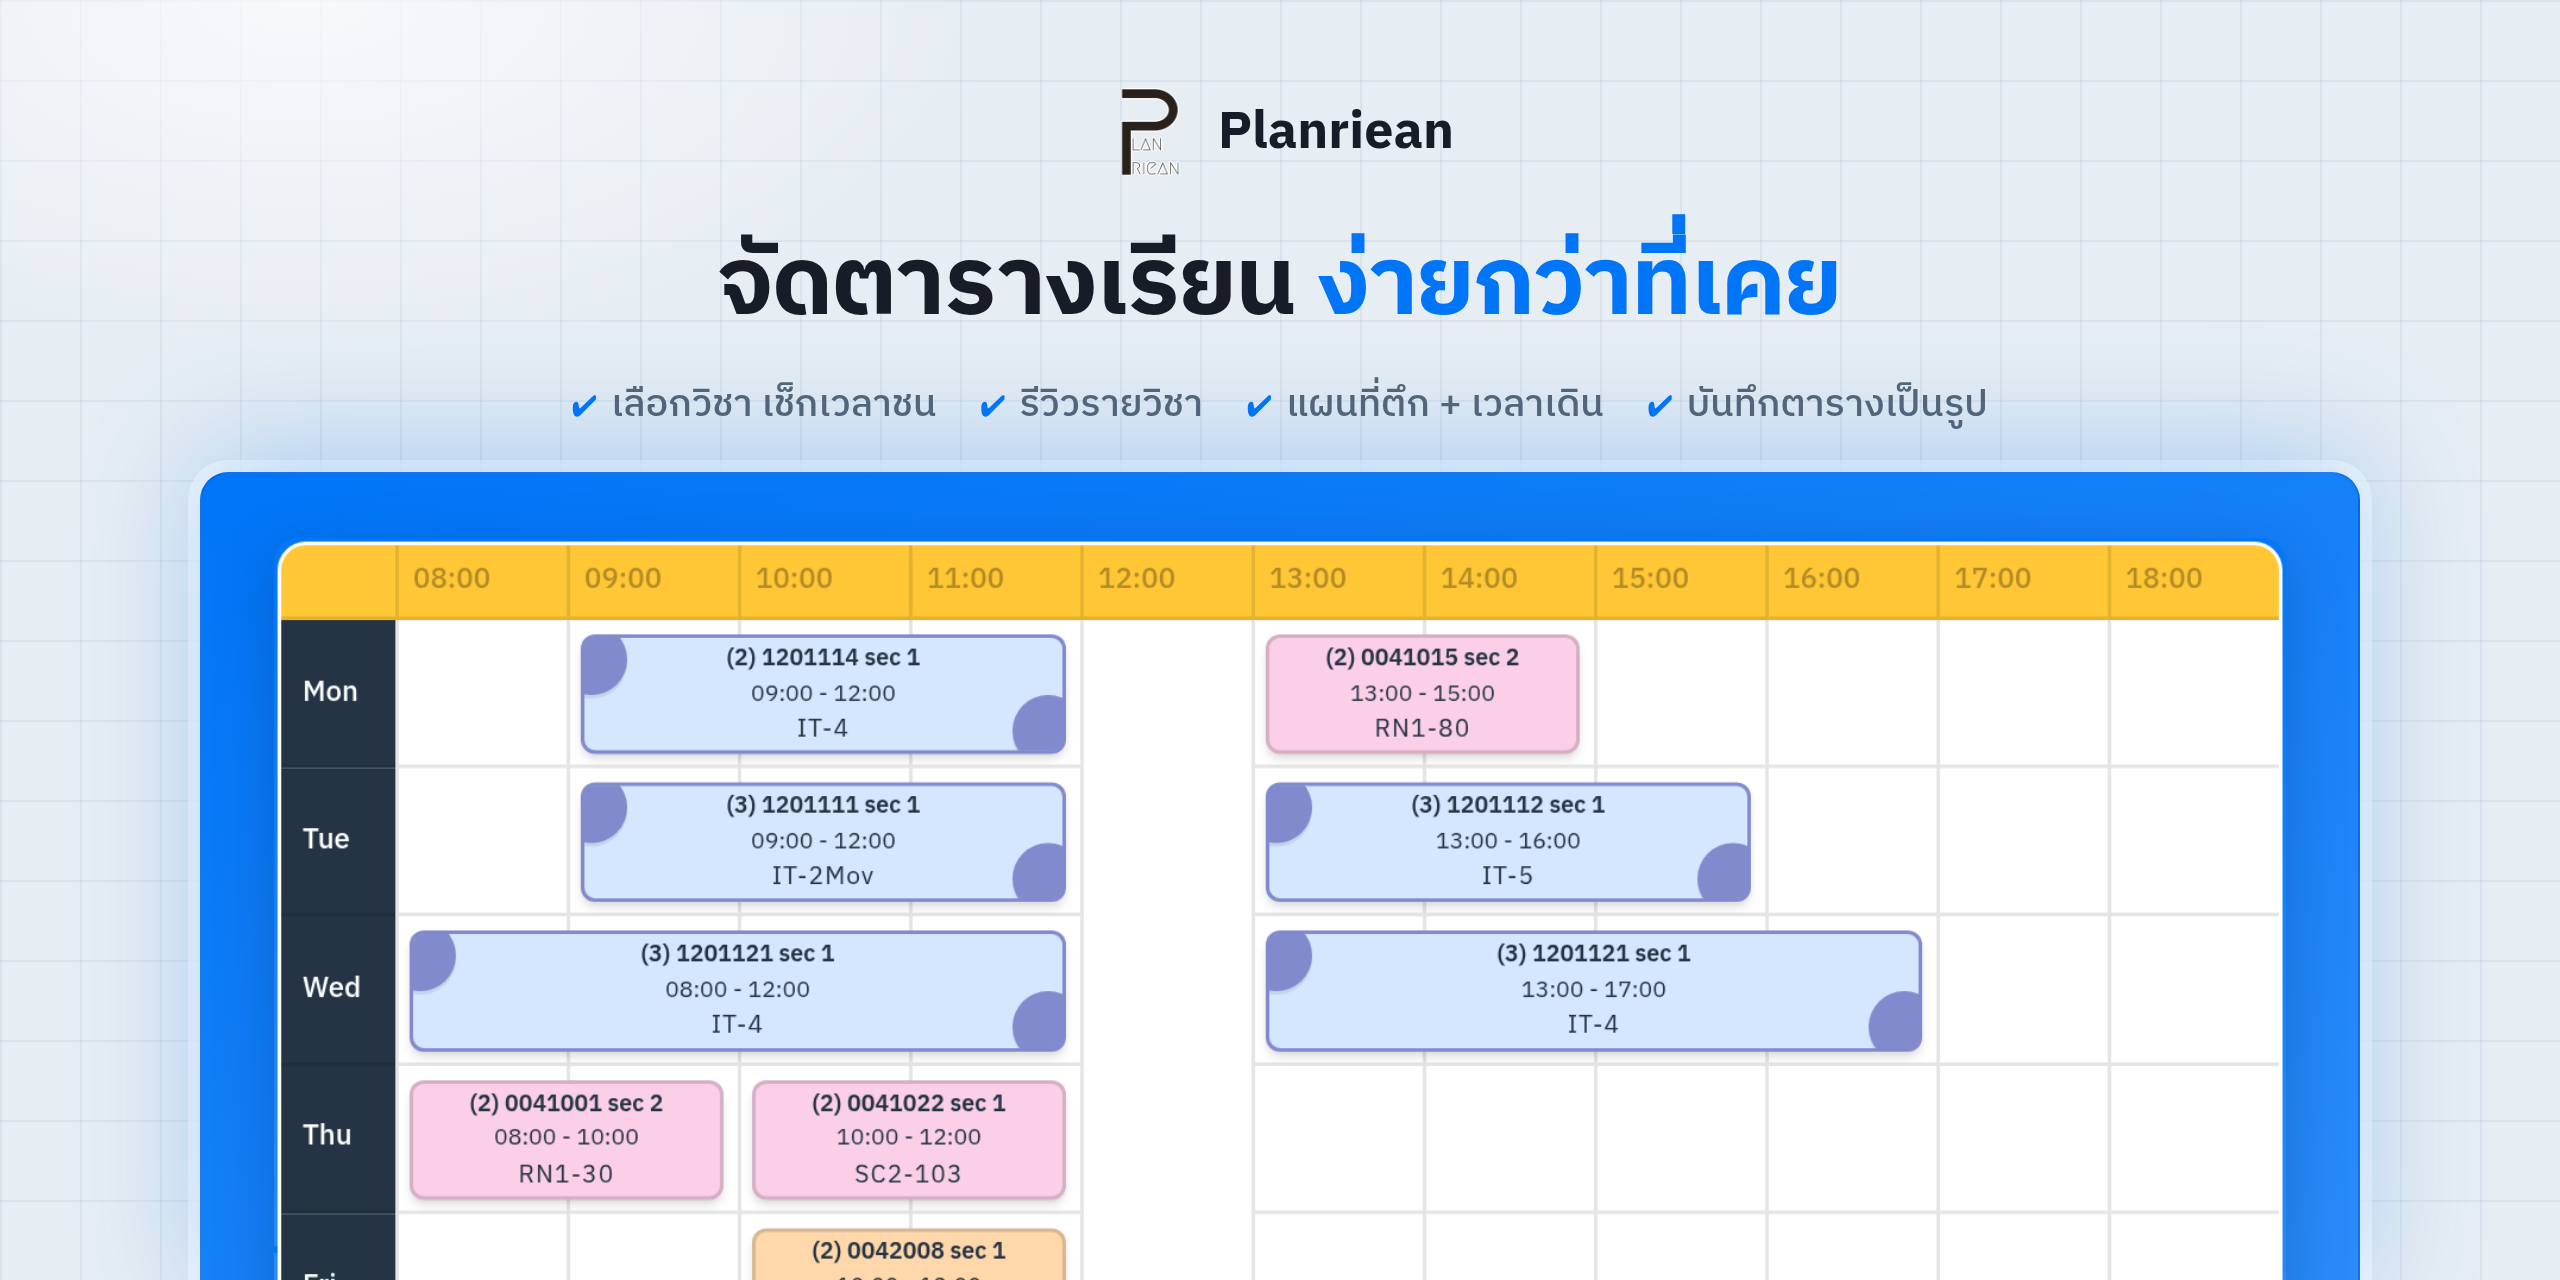 PLAN
RIEAN
Planriean
จัดตารางเรียน ง่ายกว่าที่เคย
✔ เลือกวิชา เช็กเวลาชน ✔ รีวิวรายวิชา ✔ แผนที่ตึก + เวลาเดิน ✔ บันทึกตารางเป็นรูป
08:00 09:00 10:00 11:00 12:00 13:00 14:00 15:00 16:00 17:00 18:00
Mon
(2) 1201114 sec 1
09:00 - 12:00
IT-4
(2) 0041015 sec 2
13:00 - 15:00
RN1-80
Tue
(3) 1201111 sec 1
09:00 - 12:00
IT-2Mov
(3) 1201112 sec 1
13:00 - 16:00
IT-5
Wed
(3) 1201121 sec 1
08:00 - 12:00
IT-4
(3) 1201121 sec 1
13:00 - 17:00
IT-4
Thu
(2) 0041001 sec 2
08:00 - 10:00
RN1-30
(2) 0041022 sec 1
10:00 - 12:00
SC2-103
Fri
(2) 0042008 sec 1